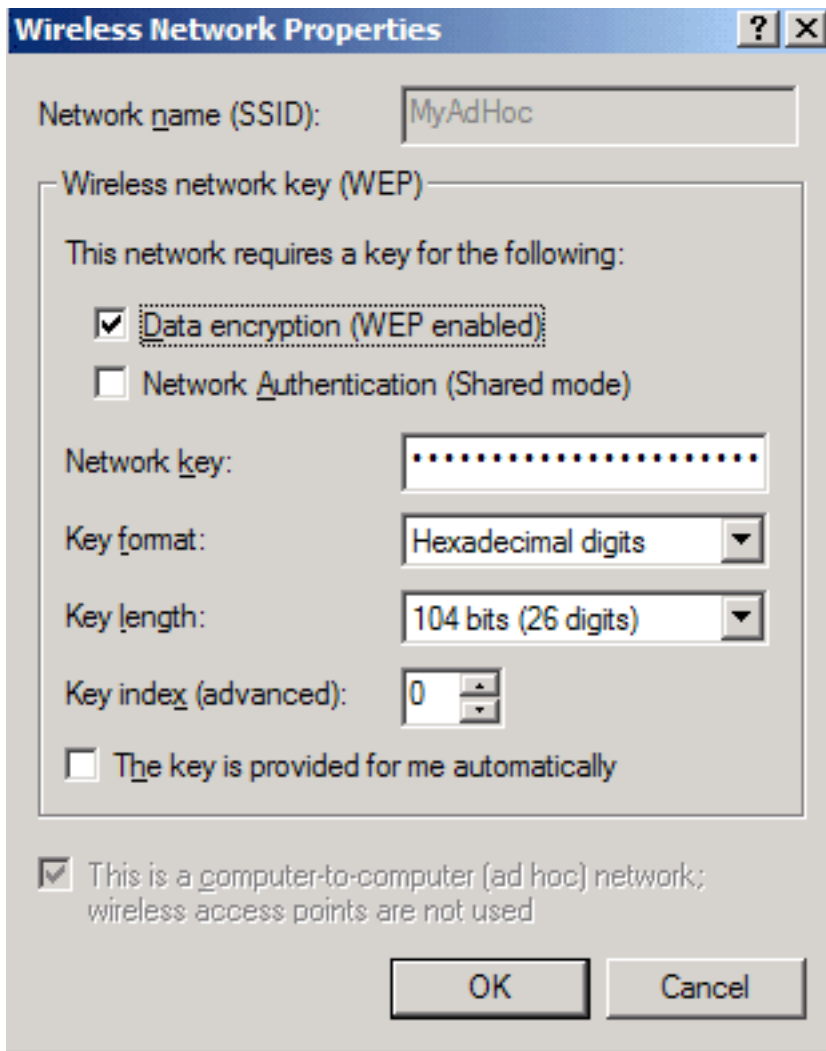 Wireless Network Properties
Network name (SSID): MyAdHoc
Wireless network key (WEP)
This network requires a key for the following:
Data encryption (WEP enabled)
Network Authentication (Shared mode)
Network key: ••••••••••••••••••••••
Key format: Hexadecimal digits
Key length: 104 bits (26 digits)
Key index (advanced): 0
The key is provided for me automatically
This is a computer-to-computer (ad hoc) network;
wireless access points are not used
OK Cancel